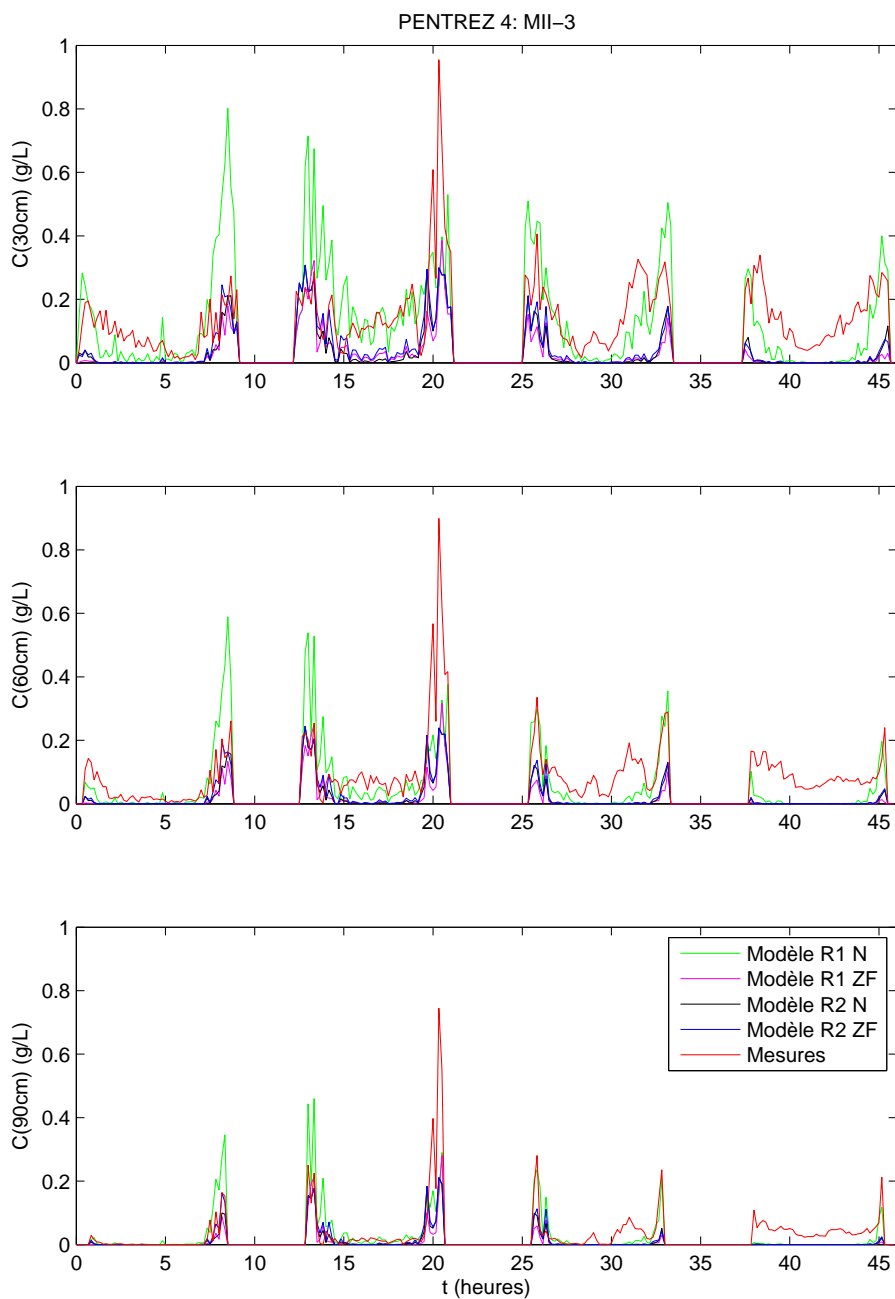 PENTREZ 4: MII−3
1
0.8
0.6
0.4
0.2
0
C(30cm) (g/L)
0 5 10 15 20 25 30 35 40 45
1
0.8
0.6
0.4
0.2
0
C(60cm) (g/L)
0 5 10 15 20 25 30 35 40 45
1
0.8
0.6
0.4
0.2
0
C(90cm) (g/L)
Modèle R1 N
Modèle R1 ZF
Modèle R2 N
Modèle R2 ZF
Mesures
0 5 10 15 20 25 30 35 40 45
t (heures)